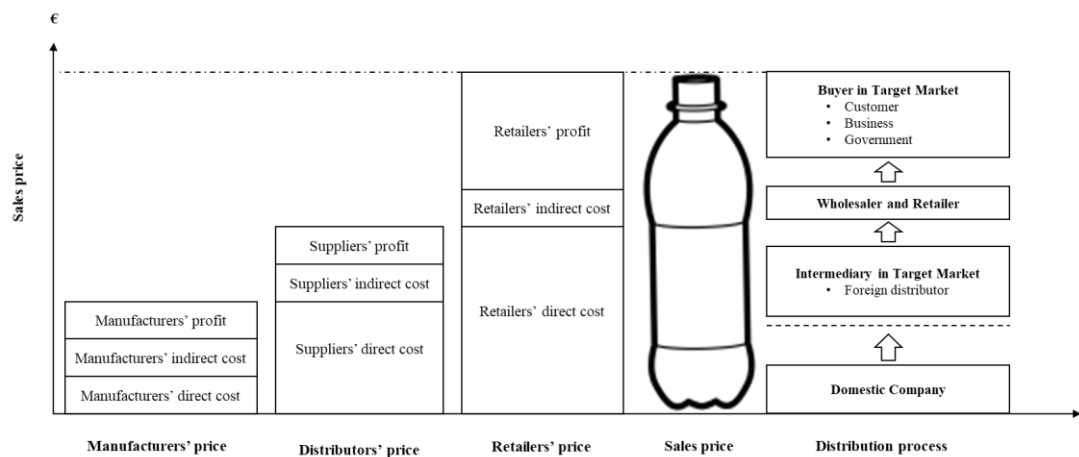 €
Sales price
Manufacturers’ profit
Manufacturers’ indirect cost
Manufacturers’ direct cost
Suppliers’ profit
Suppliers’ indirect cost
Suppliers’ direct cost
Retailers’ profit
Retailers’ indirect cost
Retailers’ direct cost
Buyer in Target Market
• Customer
• Business
• Government
Wholesaler and Retailer
Intermediary in Target Market
• Foreign distributor
Domestic Company
Manufacturers’ price
Distributors’price
Retailers’price
Sales price
Distribution process